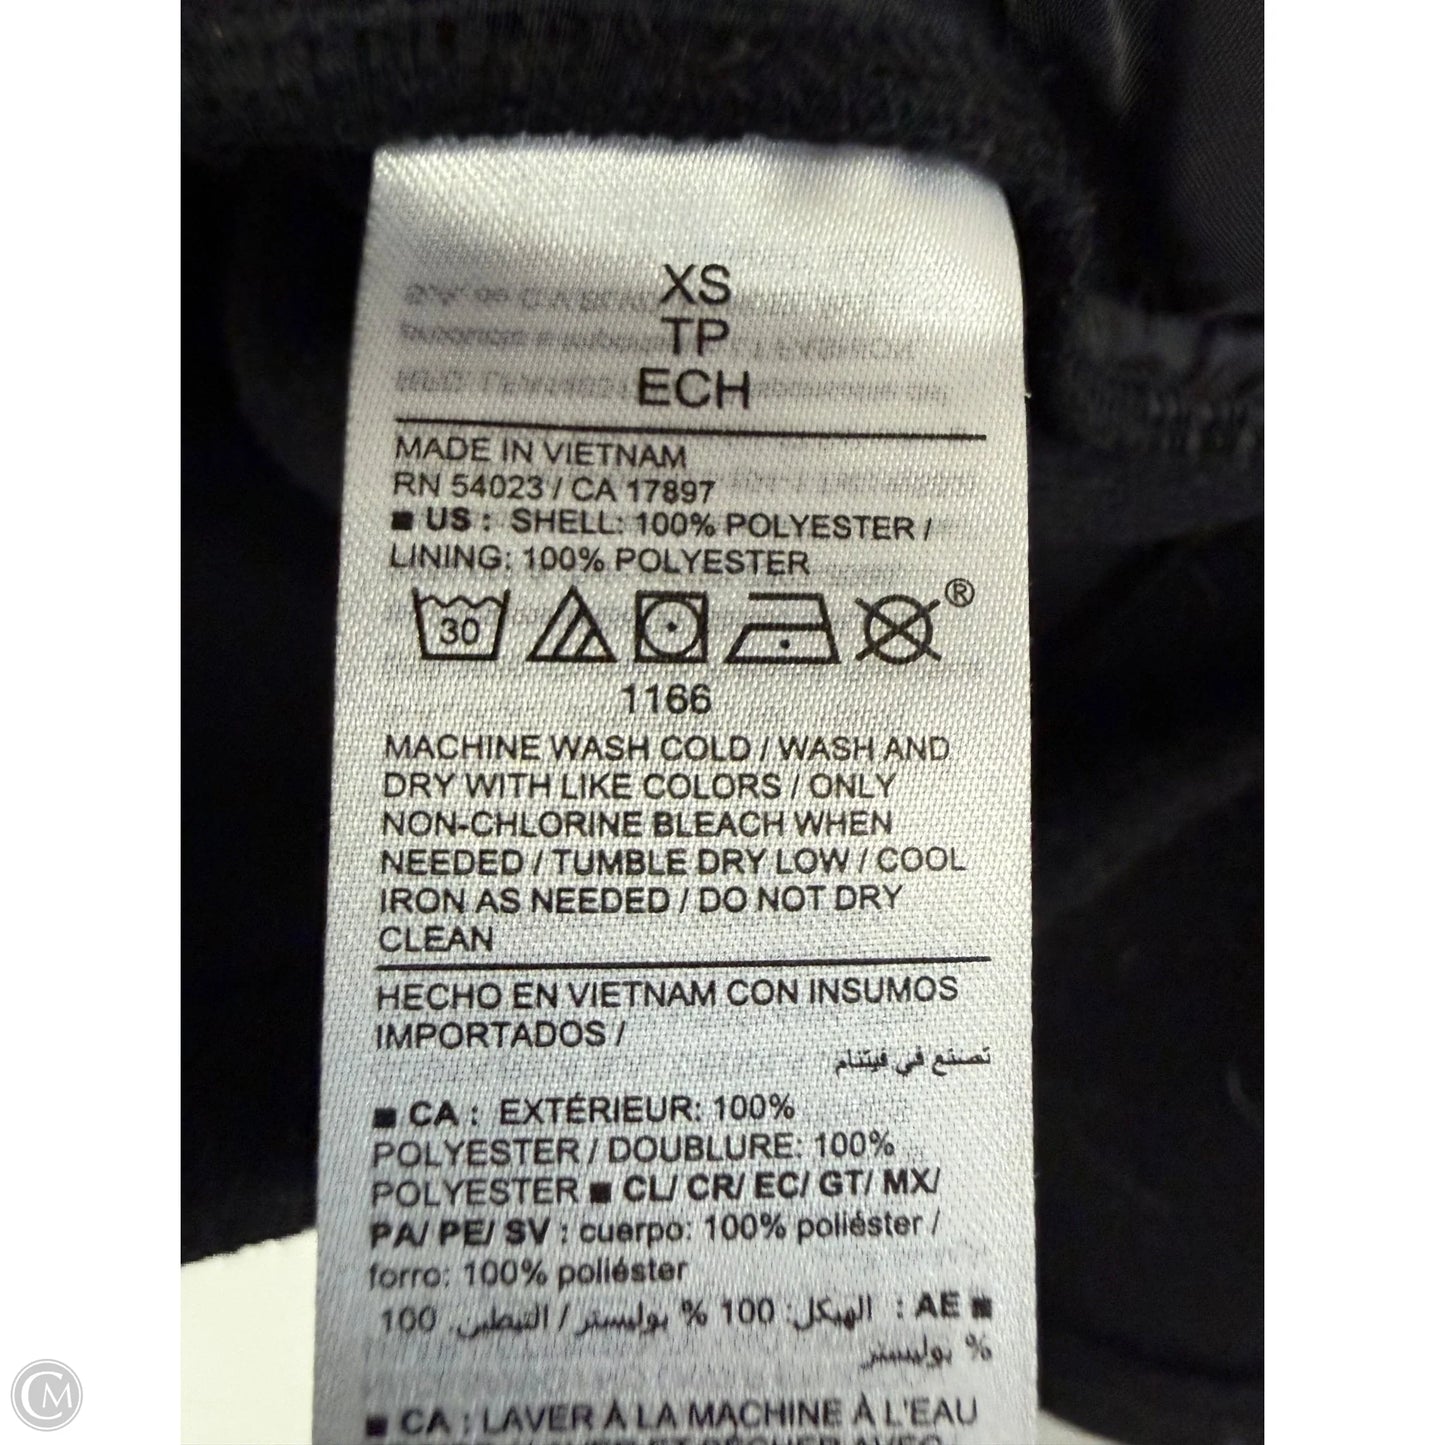 XS
TP
ECH
MADE IN VIETNAM
RN 54023 / CA 17897
■ US : SHELL: 100% POLYESTER /
LINING: 100% POLYESTER
30 ®
1166
MACHINE WASH COLD / WASH AND
DRY WITH LIKE COLORS / ONLY
NON-CHLORINE BLEACH WHEN
NEEDED / TUMBLE DRY LOW / COOL
IRON AS NEEDED / DO NOT DRY
CLEAN
HECHO EN VIETNAM CON INSUMOS
IMPORTADOS /
تصنع في فيتنام
■ CA : EXTÉRIEUR: 100%
POLYESTER / DOUBLURE: 100%
POLYESTER ■ CL/ CR/ EC/ GT/ MX/
PA/ PE/ SV : cuerpo: 100% poliéster /
forro: 100% poliéster
■ AE : الهيكل: 100 % بوليستر / التبطين: 100
% بوليستر
■ CA : LAVER À LA MACHINE À L'EAU
CM